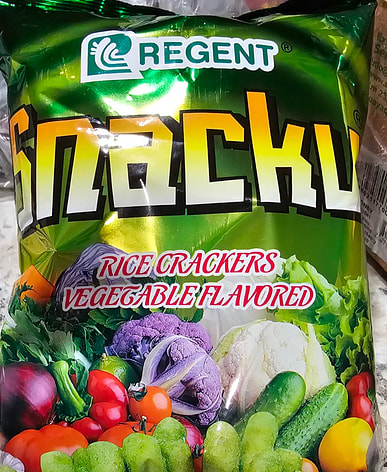 REGENT®
Snacku
RICE CRACKERS
VEGETABLE FLAVORED